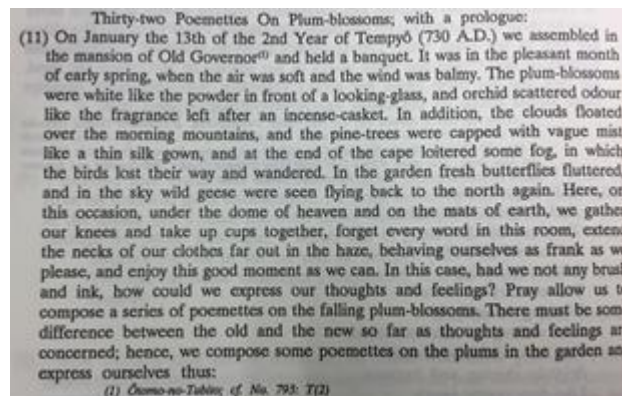 Thirty-two Poemettes On Plum-blossoms; with a prologue:
(11) On January the 13th of the 2nd Year of Tempyô (730 A.D.) we assembled in
the mansion of Old Governor(1) and held a banquet. It was in the pleasant month
of early spring, when the air was soft and the wind was balmy. The plum-blossoms
were white like the powder in front of a looking-glass, and orchid scattered odour
like the fragrance left after an incense-casket. In addition, the clouds floated
over the morning mountains, and the pine-trees were capped with vague mist
like a thin silk gown, and at the end of the cape loitered some fog, in which
the birds lost their way and wandered. In the garden fresh butterflies fluttered,
and in the sky wild geese were seen flying back to the north again. Here, on
this occasion, under the dome of heaven and on the mats of earth, we gathe
our knees and take up cups together, forget every word in this room, exten
the necks of our clothes far out in the haze, behaving ourselves as frank as w
please, and enjoy this good moment as we can. In this case, had we not any brus
and ink, how could we express our thoughts and feelings? Pray allow us t
compose a series of poemettes on the falling plum-blossoms. There must be som
difference between the old and the new so far as thoughts and feelings ar
concerned; hence, we compose some poemettes on the plums in the garden an
express ourselves thus:
(1) Ôtomo-no-Tabito; cf. No. 793: T(2)